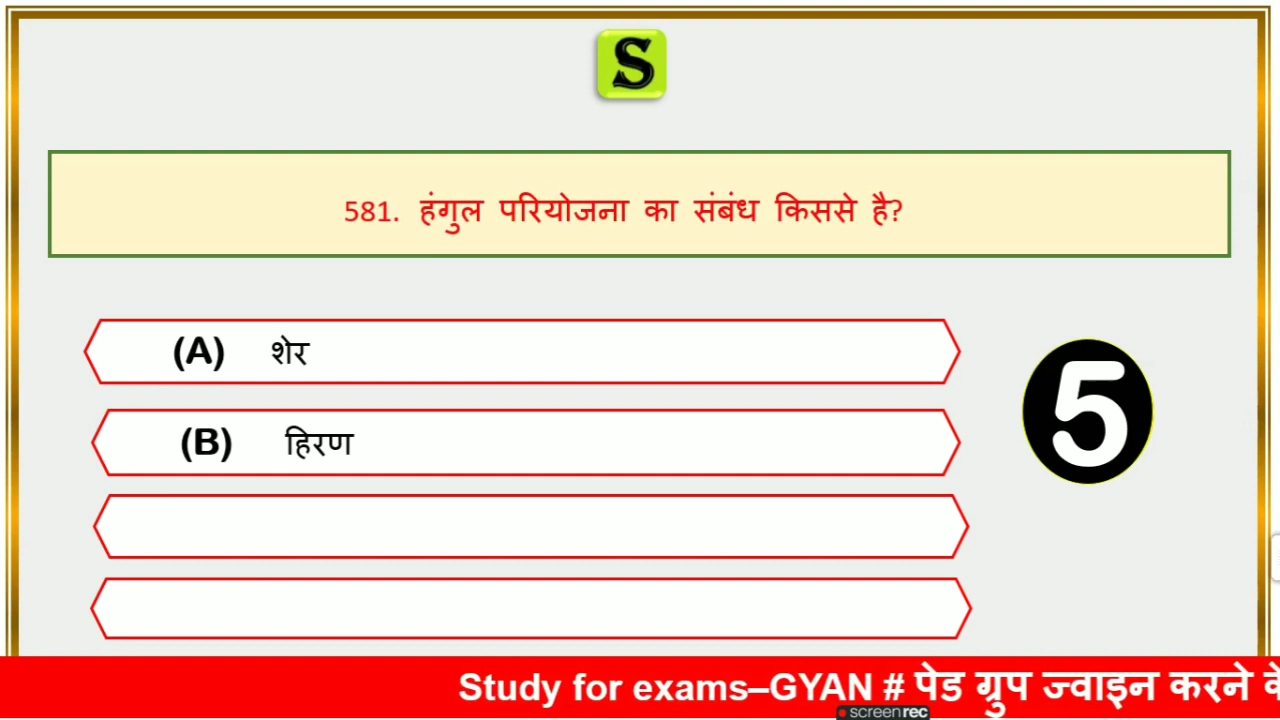 S
581. हंगुल परियोजना का संबंध किससे है?
(A) शेर
(B) हिरण
5
Study for exams–GYAN # पेड ग्रुप ज्वाइन करने के
screenrec